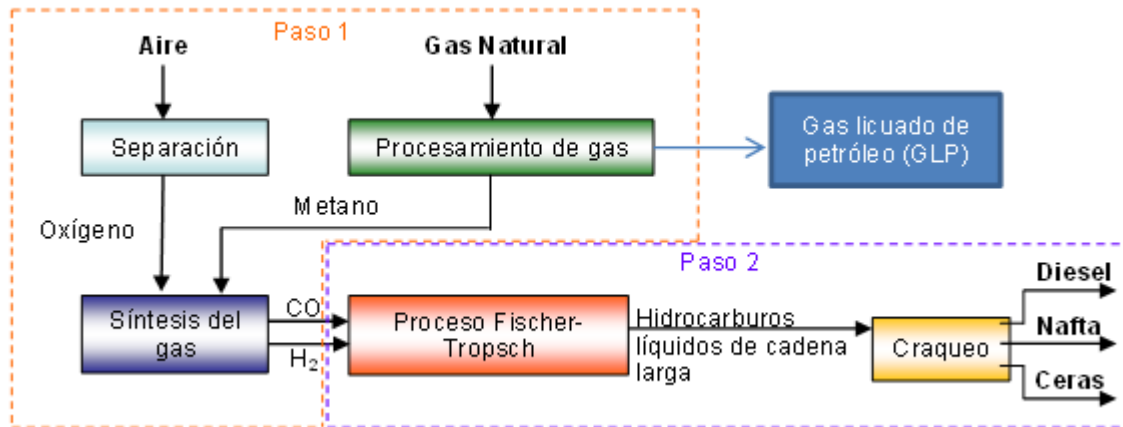 Paso 1
Aire
Gas Natural
Separación
Procesamiento de gas
Gas licuado de
petróleo (GLP)
Oxígeno
Metano
Paso 2
Síntesis del
gas
CO
H₂
Proceso Fischer-
Tropsch
Hidrocarburos
líquidos de cadena
larga
Craqueo
Diesel
Nafta
Ceras